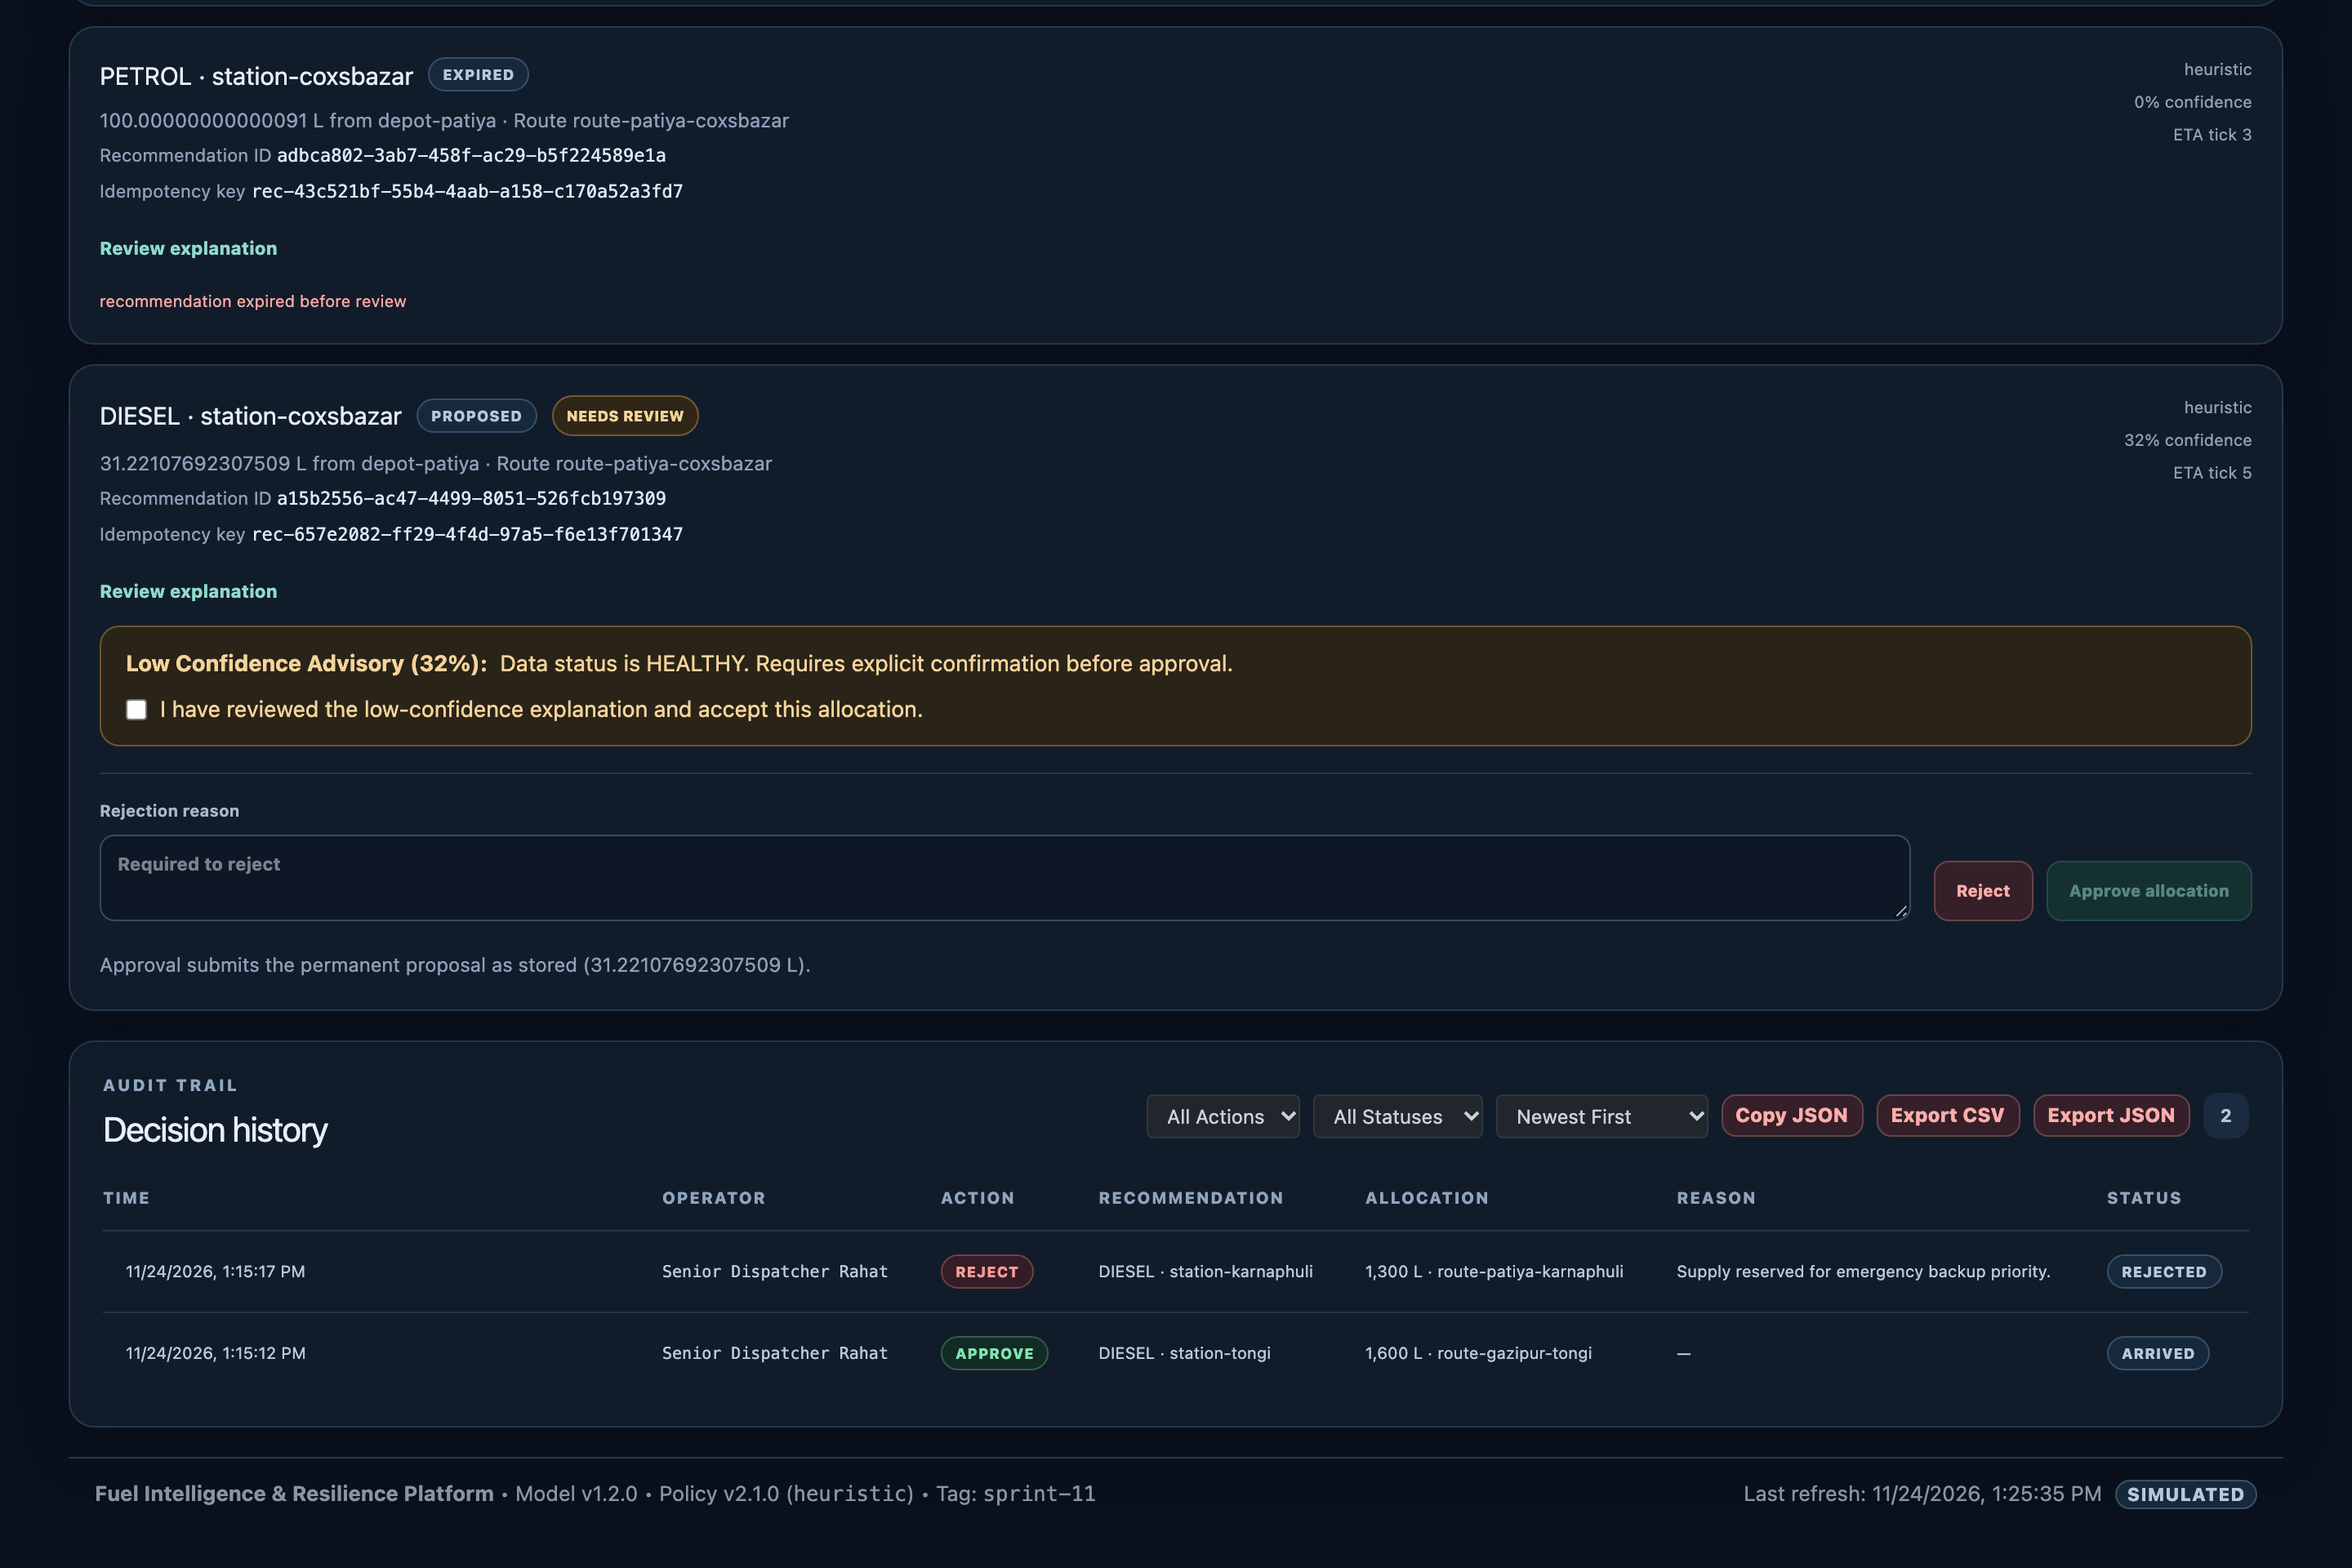 PETROL · station-coxsbazar EXPIRED
heuristic
100.00000000000091 L from depot-patiya · Route route-patiya-coxsbazar
0% confidence
Recommendation ID adbca802-3ab7-458f-ac29-b5f224589e1a
ETA tick 3
Idempotency key rec-43c521bf-55b4-4aab-a158-c170a52a3fd7
Review explanation
recommendation expired before review
DIESEL · station-coxsbazar PROPOSED NEEDS REVIEW
heuristic
31.22107692307509 L from depot-patiya · Route route-patiya-coxsbazar
32% confidence
Recommendation ID a15b2556-ac47-4499-8051-526fcb197309
ETA tick 5
Idempotency key rec-657e2082-ff29-4f4d-97a5-f6e13f701347
Review explanation
Low Confidence Advisory (32%): Data status is HEALTHY. Requires explicit confirmation before approval.
I have reviewed the low-confidence explanation and accept this allocation.
Rejection reason
Required to reject
Reject Approve allocation
Approval submits the permanent proposal as stored (31.22107692307509 L).
AUDIT TRAIL
Decision history
All Actions All Statuses Newest First Copy JSON Export CSV Export JSON 2
TIME OPERATOR ACTION RECOMMENDATION ALLOCATION REASON STATUS
11/24/2026, 1:15:17 PM Senior Dispatcher Rahat REJECT DIESEL · station-karnaphuli 1,300 L · route-patiya-karnaphuli Supply reserved for emergency backup priority. REJECTED
11/24/2026, 1:15:12 PM Senior Dispatcher Rahat APPROVE DIESEL · station-tongi 1,600 L · route-gazipur-tongi — ARRIVED
Fuel Intelligence & Resilience Platform • Model v1.2.0 • Policy v2.1.0 (heuristic) • Tag: sprint-11
Last refresh: 11/24/2026, 1:25:35 PM SIMULATED